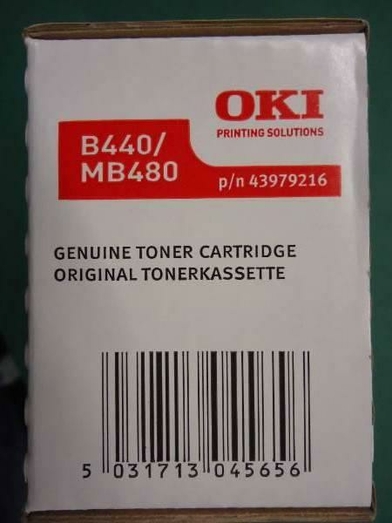 OKI
PRINTING SOLUTIONS
B440/
MB480
p/n 43979216
GENUINE TONER CARTRIDGE
ORIGINAL TONERKASSETTE
5 031713 045656